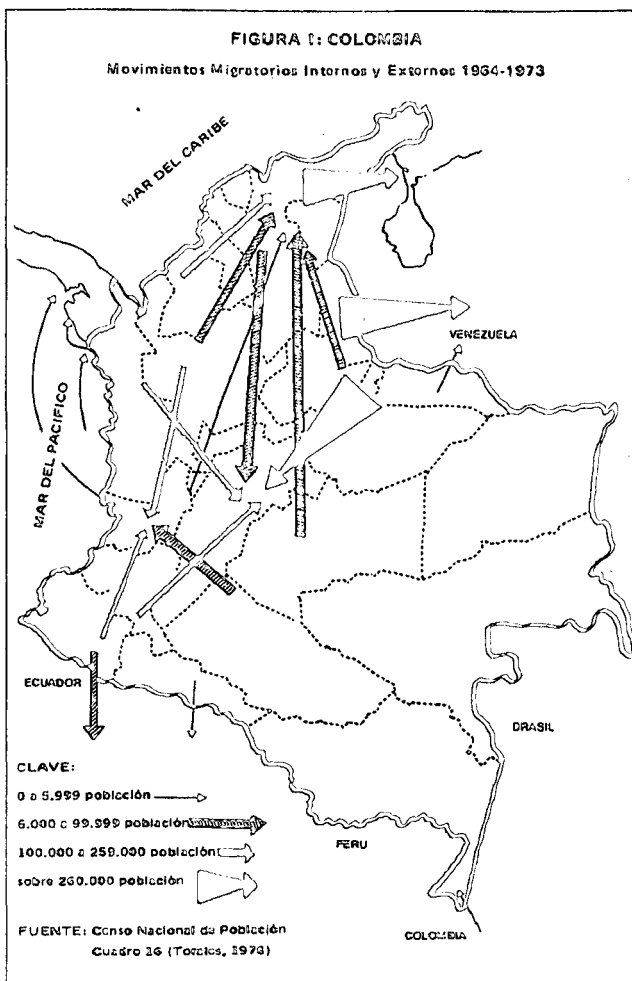 FIGURA 1: COLOMBIA
Movimientos Migratorios Internos y Externos 1964-1973
MAR DEL CARIBE
VENEZUELA
MAR DEL PACIFICO
ECUADOR
BRASIL
CLAVE:
0 a 5.999 población
6.000 a 99.999 población
100.000 a 259.000 población
sobre 260.000 población
PERU
COLOMBIA
FUENTE: Censo Nacional de Población
Cuadro 16